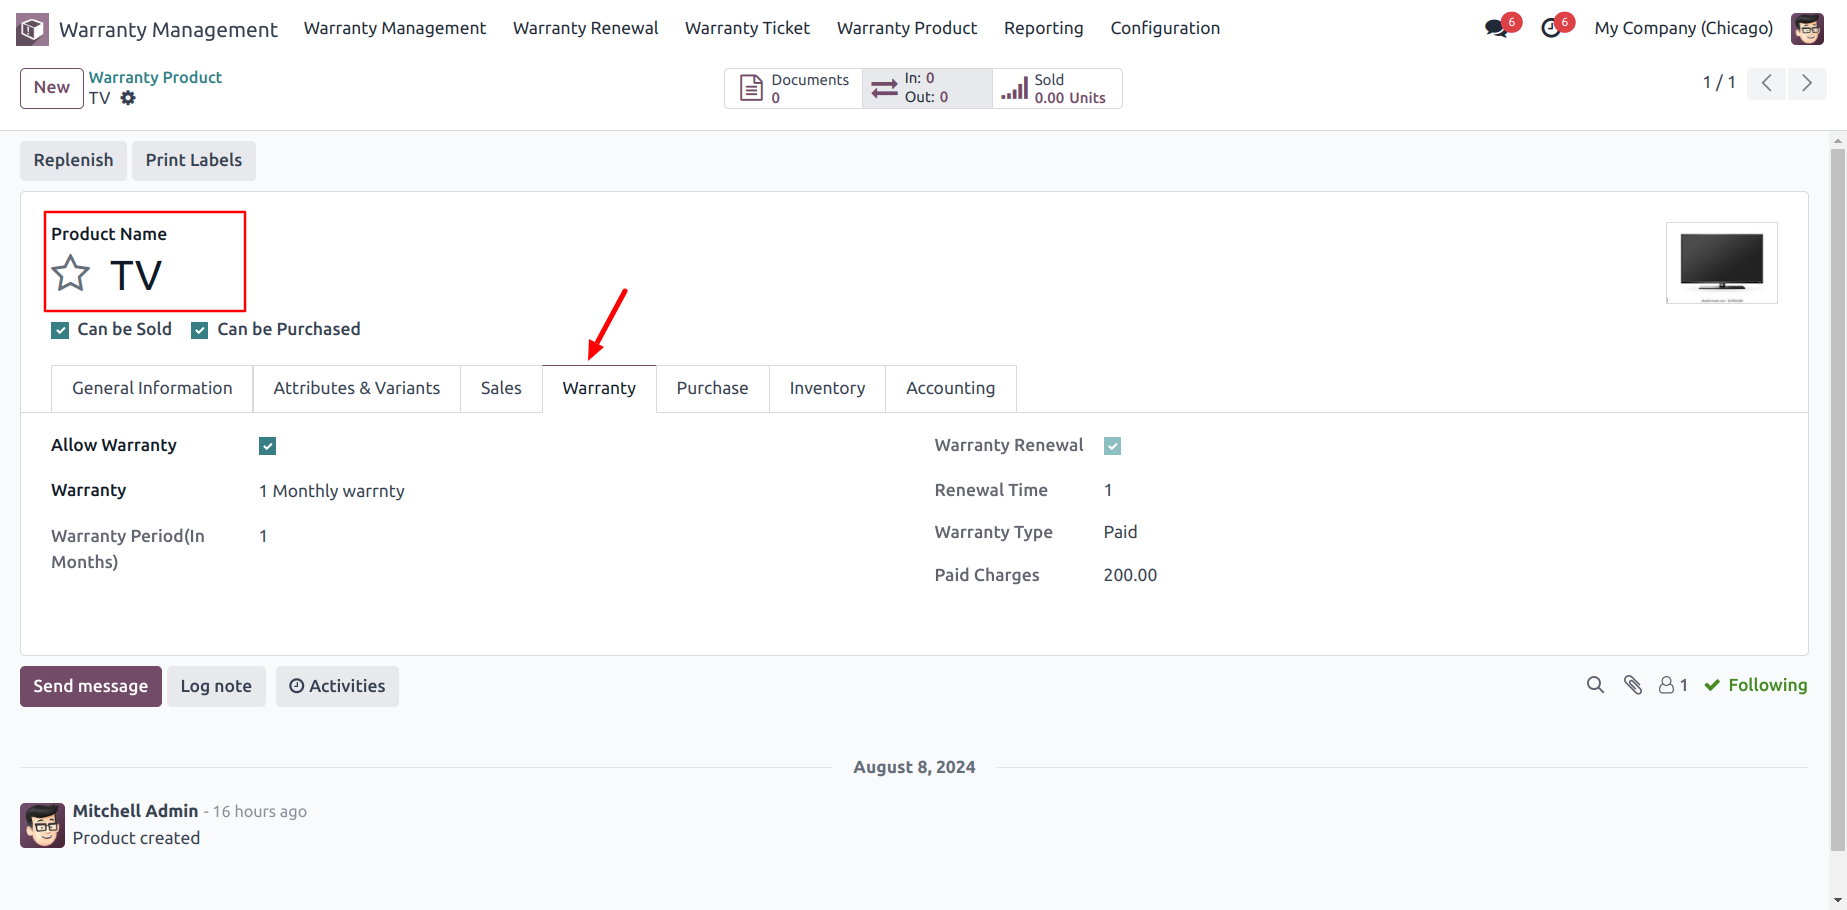 Warranty Management
Warranty Management
Warranty Renewal
Warranty Ticket
Warranty Product
Reporting
Configuration
6
6
My Company (Chicago)
New
Warranty Product
TV
Documents
0
In: 0
Out: 0
Sold
0.00 Units
1 / 1
Replenish
Print Labels
Product Name
TV
Can be Sold
Can be Purchased
General Information
Attributes & Variants
Sales
Warranty
Purchase
Inventory
Accounting
Allow Warranty
Warranty
1 Monthly warrnty
Warranty Period(In
Months)
1
Warranty Renewal
Renewal Time
1
Warranty Type
Paid
Paid Charges
200.00
Send message
Log note
Activities
1
Following
August 8, 2024
Mitchell Admin - 16 hours ago
Product created